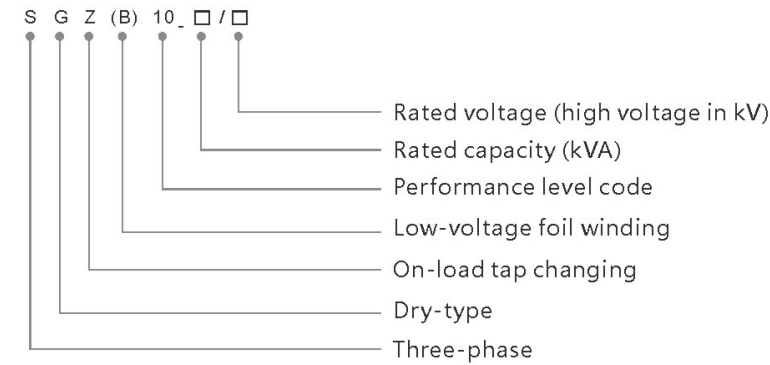 S G Z (B) 10_ □ / □
Rated voltage (high voltage in kV)
Rated capacity (kVA)
Performance level code
Low-voltage foil winding
On-load tap changing
Dry-type
Three-phase